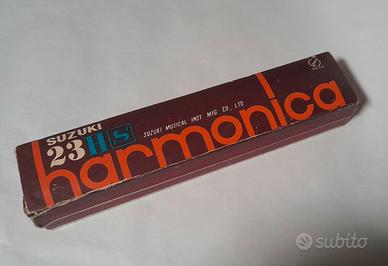 SUZUKI
23 H S
SUZUKI MUSICAL INST. MFG. CO., LTD.
harmonica
subito